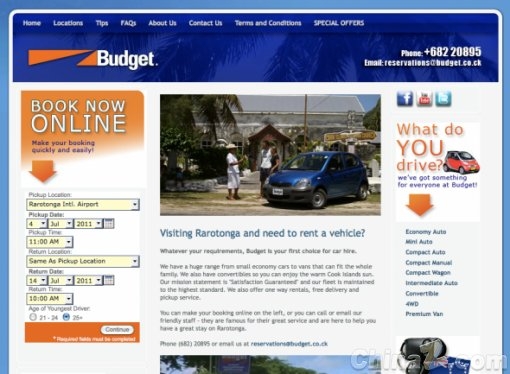 Home Locations Tips FAQs About Us Contact Us Terms and Conditions SPECIAL OFFERS
Budget.
Phone: +682 20895
Email: reservations@budget.co.ck
BOOK NOW
ONLINE
Make your booking
quickly and easily!
Pickup Location:
Rarotonga Intl. Airport
Pickup Date:
4 Jul 2011
Pickup Time:
11:00 AM
Return Location:
Same As Pickup Location
Return Date:
14 Jul 2011
Return Time:
10:00 AM
Age of Youngest Driver:
21 - 24 25+
Continue
* Required fields must be completed
Visiting Rarotonga and need to rent a vehicle?
Whatever your requirements, Budget is your first choice for car hire.
We have a huge range from small economy cars to vans that can fit the whole
family. We also have convertibles so you can enjoy the warm Cook Islands sun.
Our mission statement is "Satisfaction Guaranteed" and our fleet is maintained
to the highest standard. We also offer one way rentals, free delivery and
pickup service.
You can make your booking online on the left, or you can call or email our
friendly staff - they are famous for their great service and are here to help you
have a great stay on Rarotonga.
Phone (682) 20895 or email us at reservations@budget.co.ck
You Tube
What do
YOU
drive?
we've got something
for everyone at Budget!
Economy Auto
Mini Auto
Compact Auto
Compact Manual
Compact Wagon
Intermediate Auto
Convertible
4WD
Premium Van